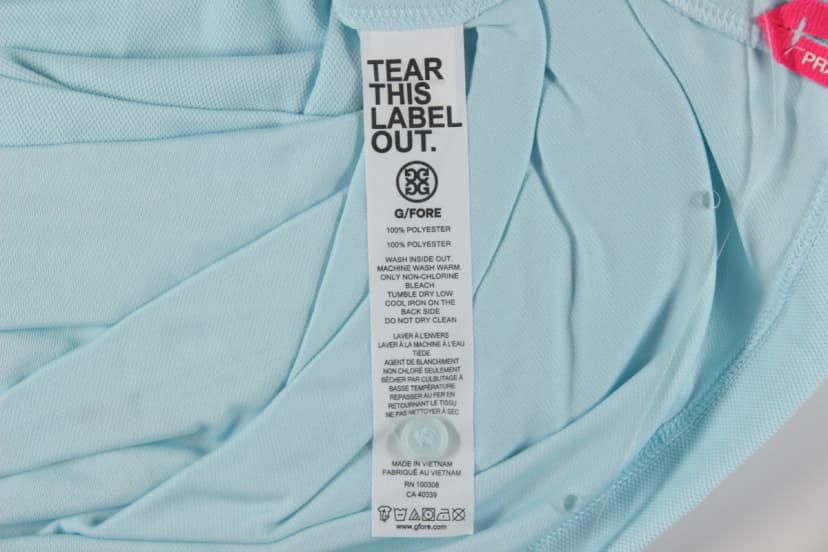 TEAR
THIS
LABEL
OUT.
G/FORE
100% POLYESTER
100% POLYESTER
WASH INSIDE OUT.
MACHINE WASH WARM.
ONLY NON-CHLORINE
BLEACH
TUMBLE DRY LOW
COOL IRON ON THE
BACK SIDE
DO NOT DRY CLEAN
LAVER À L'ENVERS
LAVER À LA MACHINE À L'EAU
TIÈDE
AGENT DE BLANCHIMENT
NON CHLORÉ SEULEMENT
SÉCHER PAR CULBUTAGE À
BASSE TEMPÉRATURE
REPASSER AU FER EN
RETOURNANT LE TISSU
NE PAS NETTOYER À SEC
MADE IN VIETNAM
FABRIQUÉ AU VIETNAM
RN 100308
CA 40339
www.gfore.com